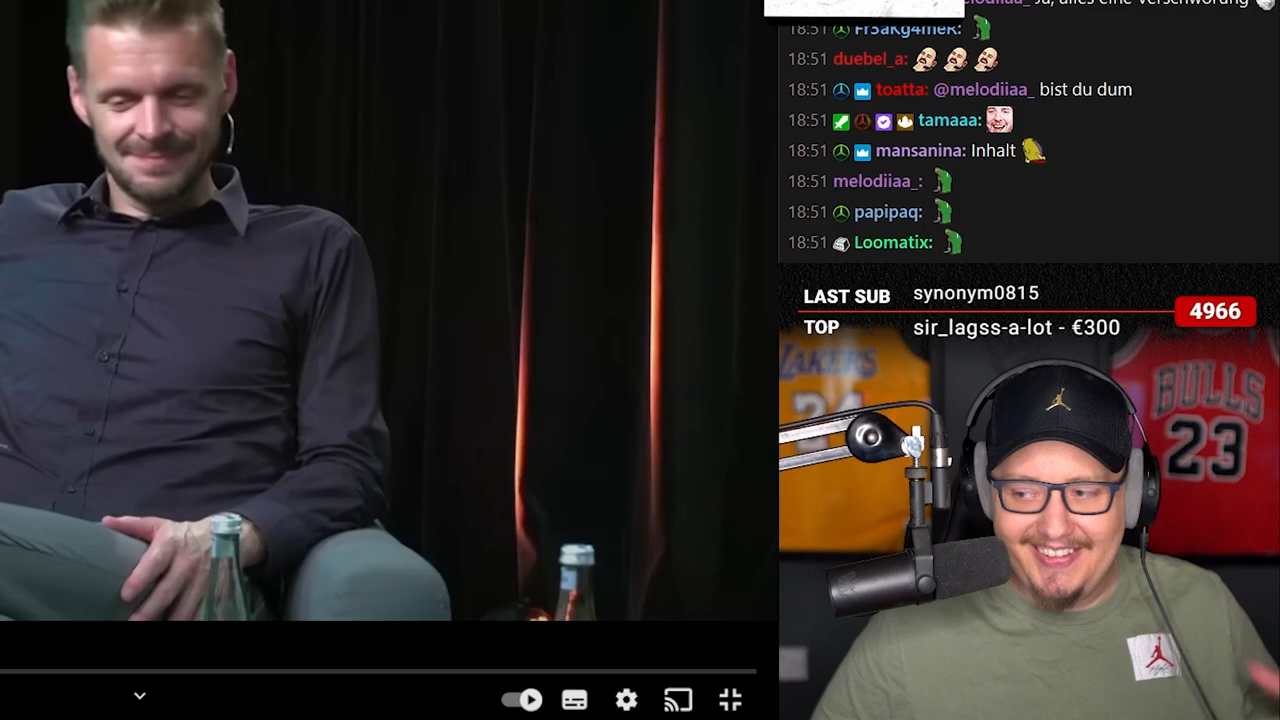 18:51 Fr3aKg4meR:
18:51 duebel_a:
18:51 toatta: @melodiiaa_ bist du dum
18:51 tamaaa:
18:51 mansanina: Inhalt
18:51 melodiiaa_:
18:51 papipaq:
18:51 Loomatix:
LAST SUB synonym0815
4966
TOP sir_lagss-a-lot - €300
LAKERS
24
BULLS
23